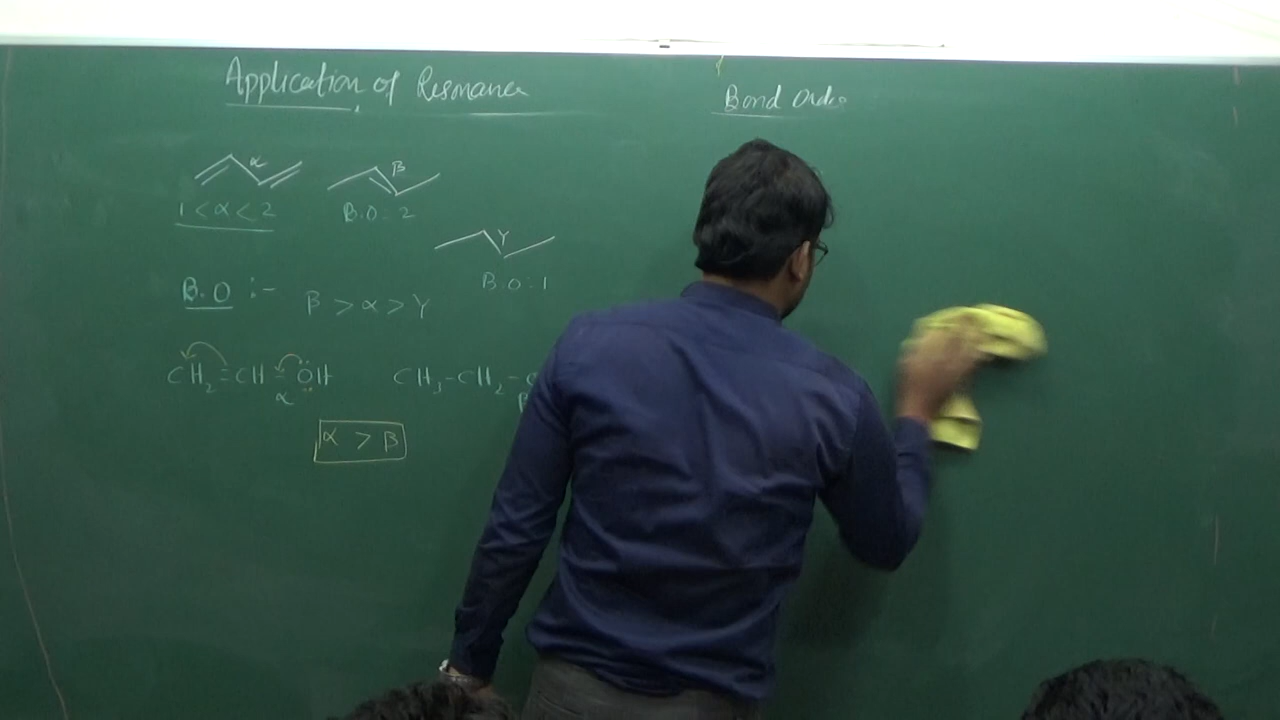 Application of Resonance
Bond Order
α
β
1 < α < 2
B.O = 2
γ
B.O : 1
B.O :-
β > α > γ
CH₂=CH-ÖH
α
CH₃-CH₂-
β
α > β